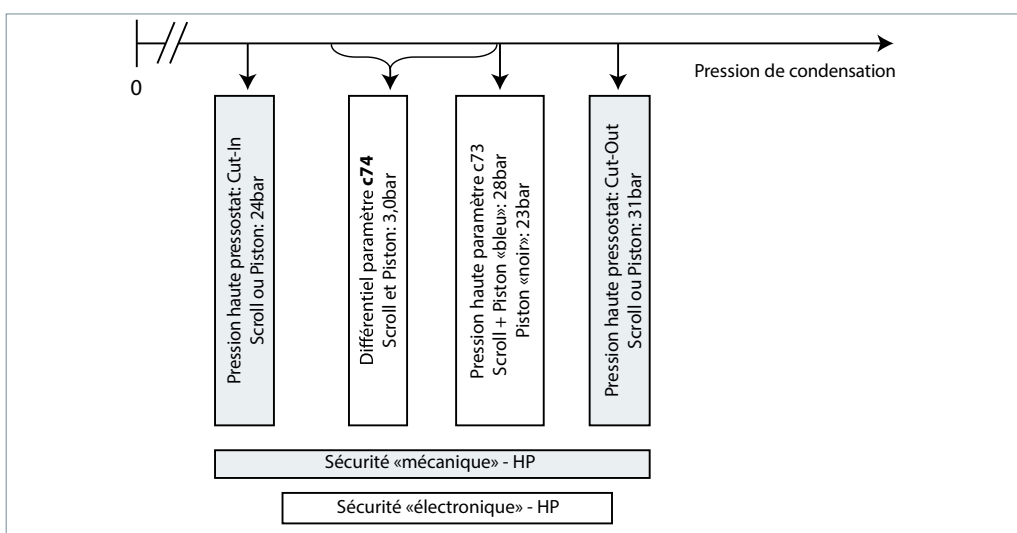 0
Pression de condensation
Pression haute pressostat: Cut-In
Scroll ou Piston: 24bar
Différentiel paramètre c74
Scroll et Piston: 3,0bar
Pression haute paramètre c73
Scroll + Piston «bleu»: 28bar
Piston «noir»: 23bar
Pression haute pressostat: Cut-Out
Scroll ou Piston: 31bar
Sécurité «mécanique» - HP
Sécurité «électronique» - HP